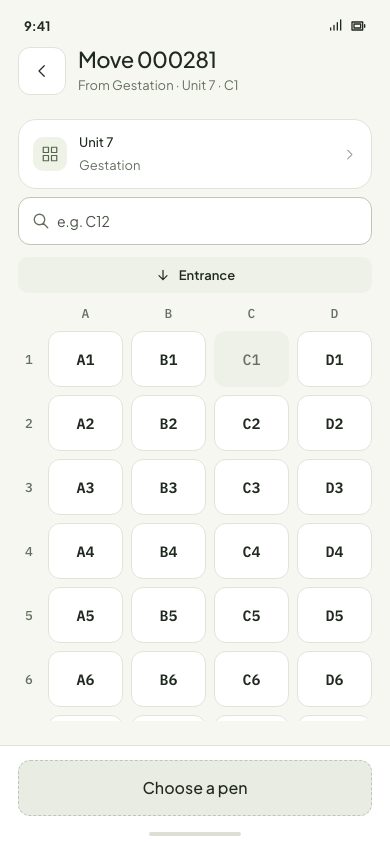 9:41
Move 000281
From Gestation · Unit 7 · C1
Unit 7
Gestation
e.g. C12
Entrance
A B C D
1 A1 B1 C1 D1
2 A2 B2 C2 D2
3 A3 B3 C3 D3
4 A4 B4 C4 D4
5 A5 B5 C5 D5
6 A6 B6 C6 D6
Choose a pen